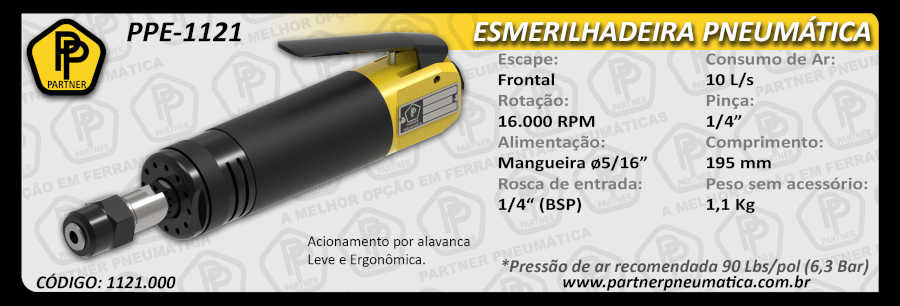 PARTNER
PPE-1121
ESMERILHADEIRA PNEUMÁTICA
Escape:
Frontal
Rotação:
16.000 RPM
Alimentação:
Mangueira ø5/16”
Rosca de entrada:
1/4“ (BSP)
Consumo de Ar:
10 L/s
Pinça:
1/4”
Comprimento:
195 mm
Peso sem acessório:
1,1 Kg
Acionamento por alavanca
Leve e Ergonômica.
*Pressão de ar recomendada 90 Lbs/pol (6,3 Bar)
CÓDIGO: 1121.000
www.partnerpneumatica.com.br